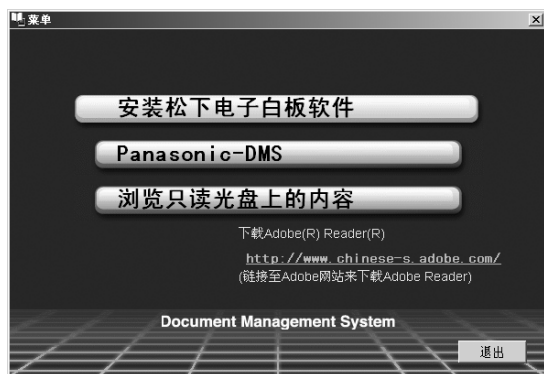 菜单
安装松下电子白板软件
Panasonic-DMS
浏览只读光盘上的内容
下载Adobe(R) Reader(R)
http://www.chinese-s.adobe.com/
(链接至Adobe网站来下载Adobe Reader)
Document Management System
退出